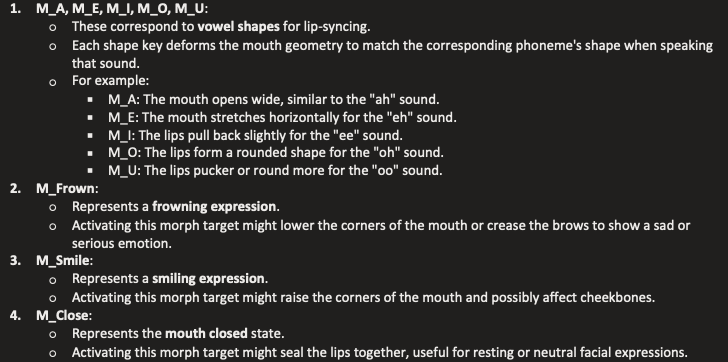 1. M_A, M_E, M_I, M_O, M_U:
o These correspond to vowel shapes for lip-syncing.
o Each shape key deforms the mouth geometry to match the corresponding phoneme's shape when speaking
that sound.
o For example:
▪ M_A: The mouth opens wide, similar to the "ah" sound.
▪ M_E: The mouth stretches horizontally for the "eh" sound.
▪ M_I: The lips pull back slightly for the "ee" sound.
▪ M_O: The lips form a rounded shape for the "oh" sound.
▪ M_U: The lips pucker or round more for the "oo" sound.
2. M_Frown:
o Represents a frowning expression.
o Activating this morph target might lower the corners of the mouth or crease the brows to show a sad or
serious emotion.
3. M_Smile:
o Represents a smiling expression.
o Activating this morph target might raise the corners of the mouth and possibly affect cheekbones.
4. M_Close:
o Represents the mouth closed state.
o Activating this morph target might seal the lips together, useful for resting or neutral facial expressions.